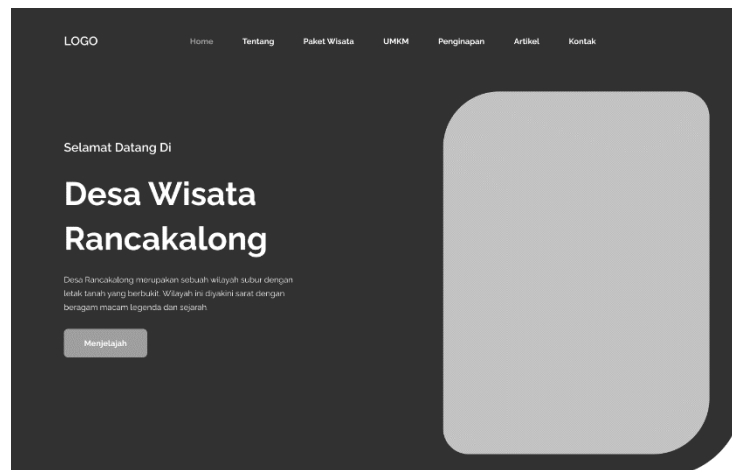 LOGO Home Tentang Paket Wisata UMKM Penginapan Artikel Kontak
Selamat Datang Di
Desa Wisata
Rancakalong
Desa Rancakalong merupakan sebuah wilayah subur dengan
letak tanah yang berbukit. Wilayah ini diyakini sarat dengan
beragam macam legenda dan sejarah
Menjelajah